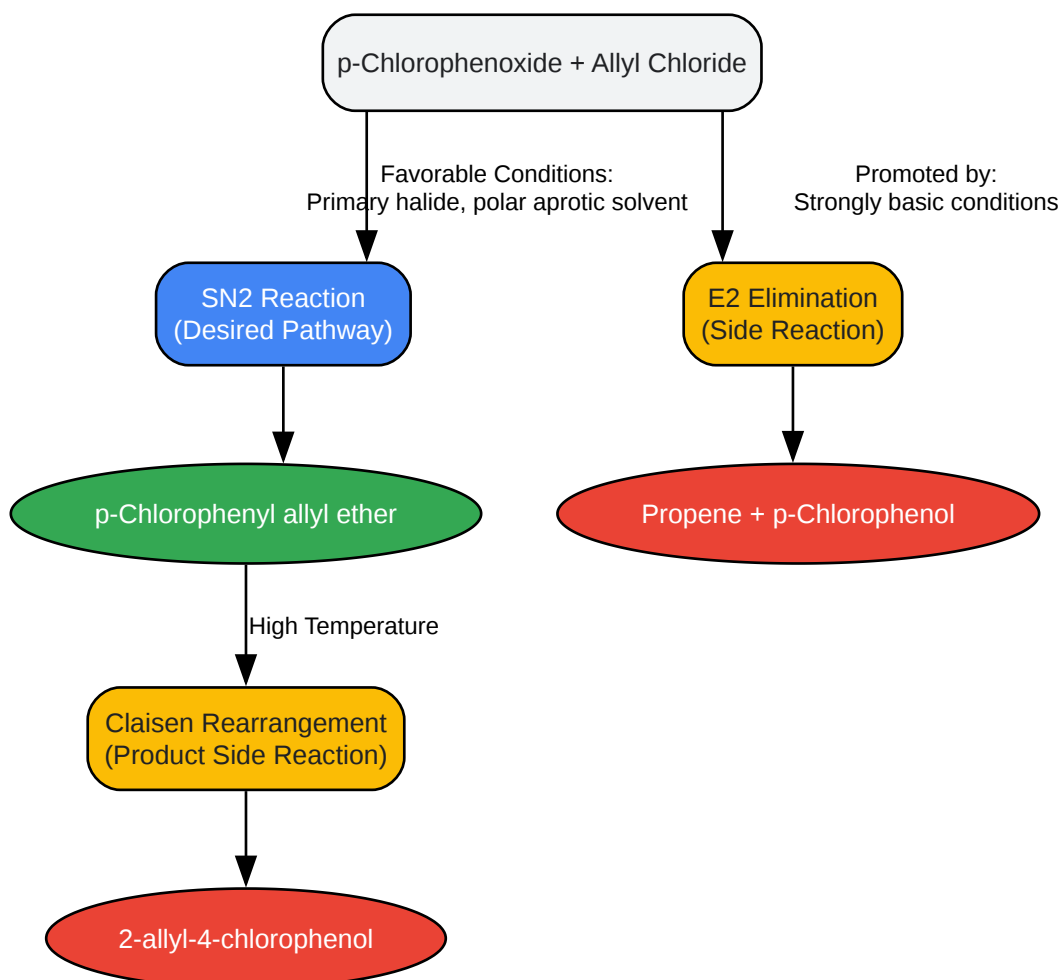 p-Chlorophenoxide + Allyl Chloride
Favorable Conditions:
Primary halide, polar aprotic solvent
Promoted by:
Strongly basic conditions
SN2 Reaction
(Desired Pathway)
E2 Elimination
(Side Reaction)
p-Chlorophenyl allyl ether
Propene + p-Chlorophenol
High Temperature
Claisen Rearrangement
(Product Side Reaction)
2-allyl-4-chlorophenol